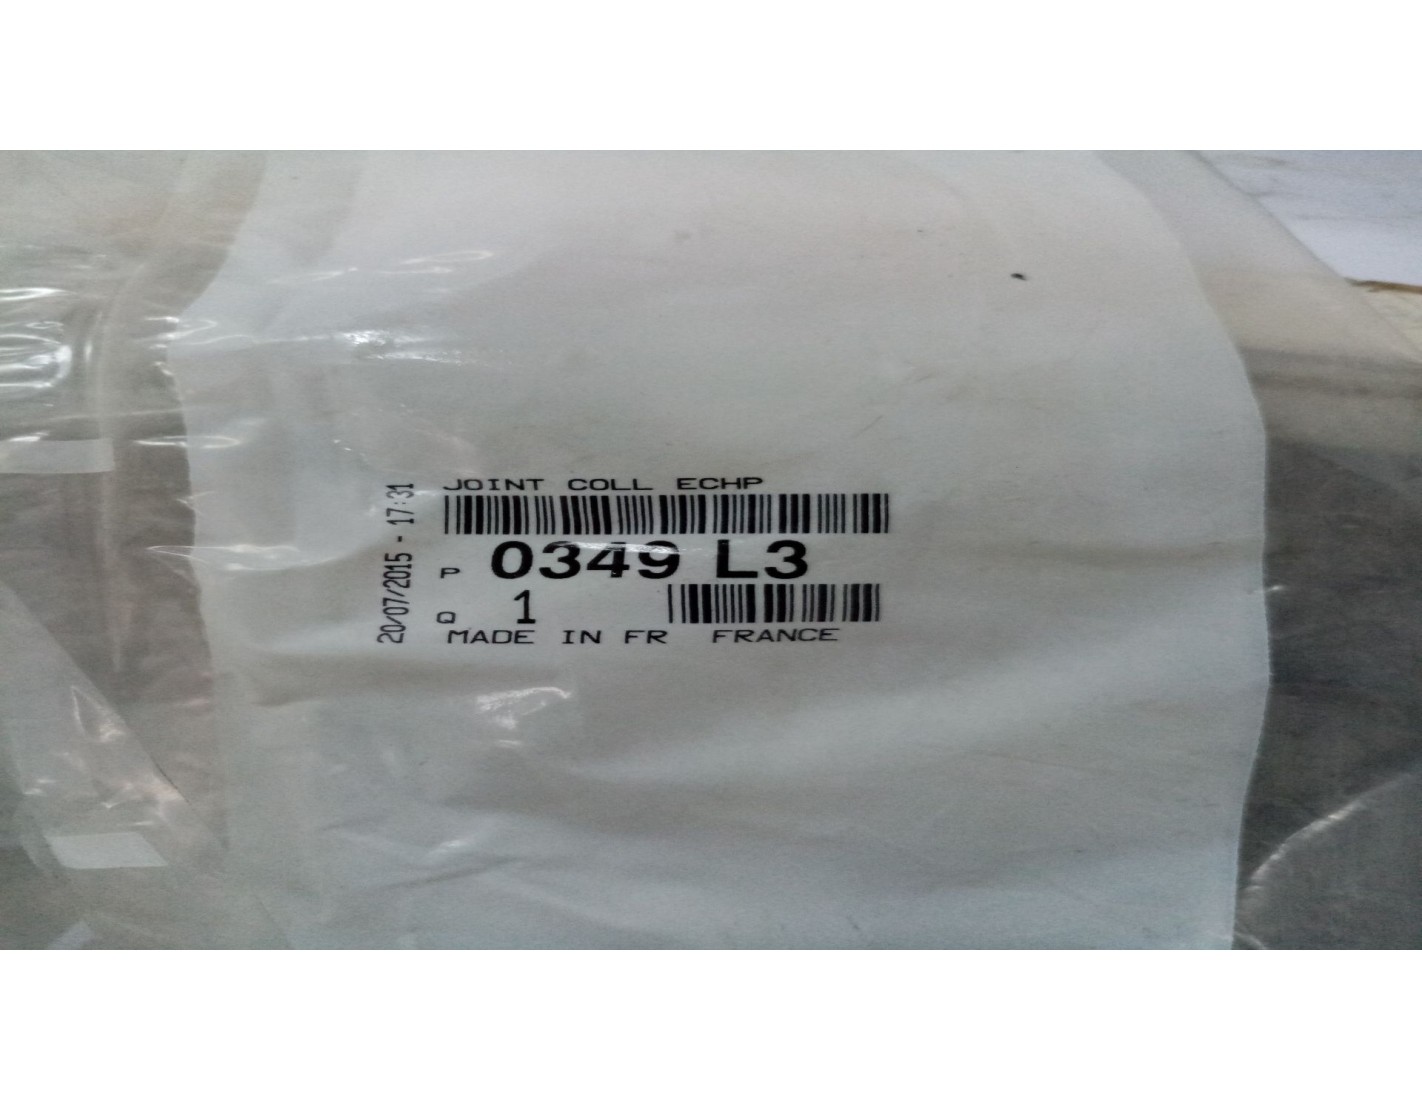 JOINT COLL ECHP
P 0349 L3
Q 1
MADE IN FR FRANCE
20/07/2015 - 17:31